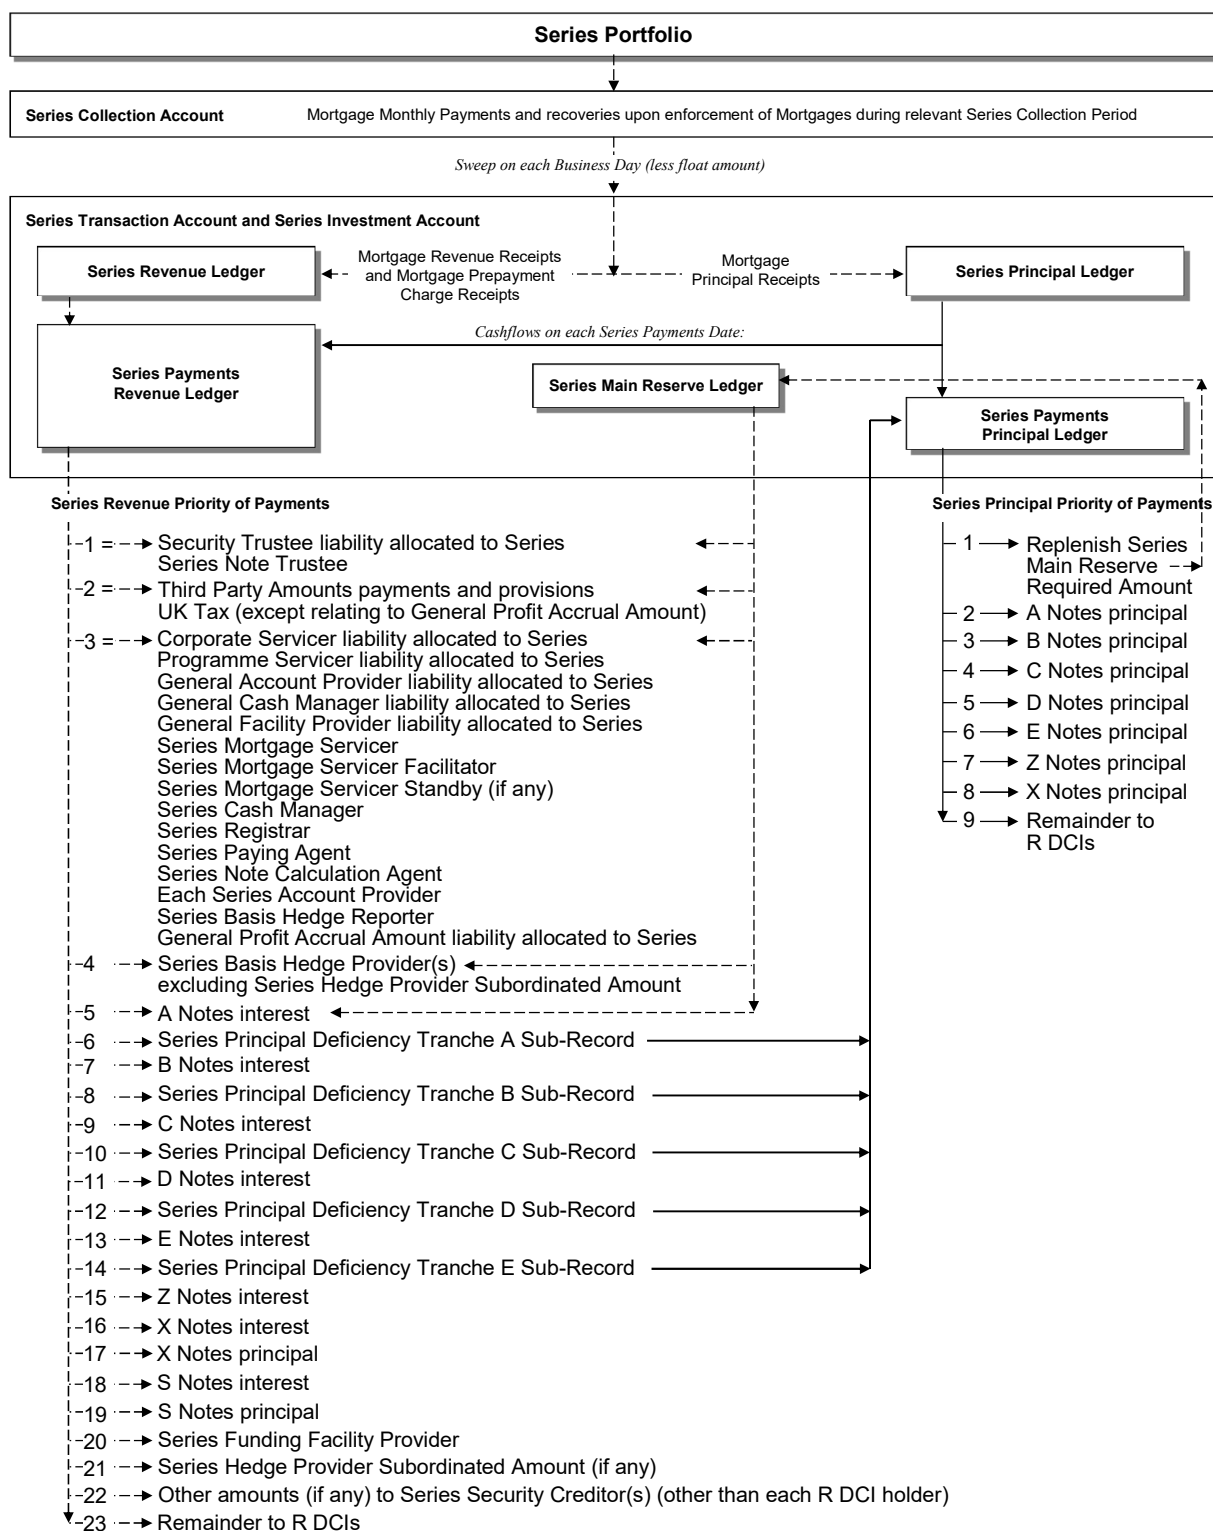 Series Portfolio
Series Collection Account
Mortgage Monthly Payments and recoveries upon enforcement of Mortgages during relevant Series Collection Period
Sweep on each Business Day (less float amount)
Series Transaction Account and Series Investment Account
Series Revenue Ledger
Mortgage Revenue Receipts
and Mortgage Prepayment
Charge Receipts
Mortgage
Principal Receipts
Series Principal Ledger
Cashflows on each Series Payments Date:
Series Payments
Revenue Ledger
Series Main Reserve Ledger
Series Payments
Principal Ledger
Series Revenue Priority of Payments
1 = Security Trustee liability allocated to Series
Series Note Trustee
2 = Third Party Amounts payments and provisions
UK Tax (except relating to General Profit Accrual Amount)
3 = Corporate Servicer liability allocated to Series
Programme Servicer liability allocated to Series
General Account Provider liability allocated to Series
General Cash Manager liability allocated to Series
General Facility Provider liability allocated to Series
Series Mortgage Servicer
Series Mortgage Servicer Facilitator
Series Mortgage Servicer Standby (if any)
Series Cash Manager
Series Registrar
Series Paying Agent
Series Note Calculation Agent
Each Series Account Provider
Series Basis Hedge Reporter
General Profit Accrual Amount liability allocated to Series
4 Series Basis Hedge Provider(s)
excluding Series Hedge Provider Subordinated Amount
5 A Notes interest
6 Series Principal Deficiency Tranche A Sub-Record
7 B Notes interest
8 Series Principal Deficiency Tranche B Sub-Record
9 C Notes interest
10 Series Principal Deficiency Tranche C Sub-Record
11 D Notes interest
12 Series Principal Deficiency Tranche D Sub-Record
13 E Notes interest
14 Series Principal Deficiency Tranche E Sub-Record
15 Z Notes interest
16 X Notes interest
17 X Notes principal
18 S Notes interest
19 S Notes principal
20 Series Funding Facility Provider
21 Series Hedge Provider Subordinated Amount (if any)
22 Other amounts (if any) to Series Security Creditor(s) (other than each R DCI holder)
23 Remainder to R DCIs
Series Principal Priority of Payments
1 Replenish Series
Main Reserve
Required Amount
2 A Notes principal
3 B Notes principal
4 C Notes principal
5 D Notes principal
6 E Notes principal
7 Z Notes principal
8 X Notes principal
9 Remainder to
R DCIs